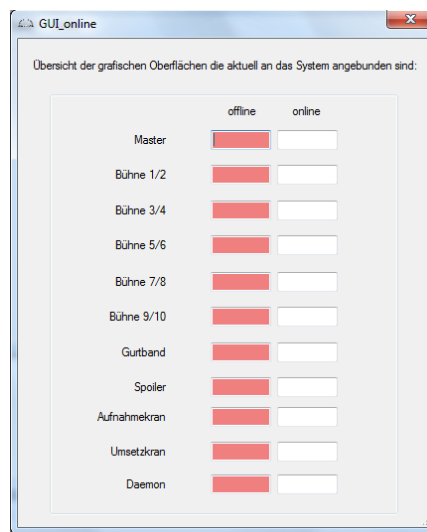 GUI_online
Übersicht der grafischen Oberflächen die aktuell an das System angebunden sind:
offline online
Master
Bühne 1/2
Bühne 3/4
Bühne 5/6
Bühne 7/8
Bühne 9/10
Gurtband
Spoiler
Aufnahmekran
Umsetzkran
Daemon